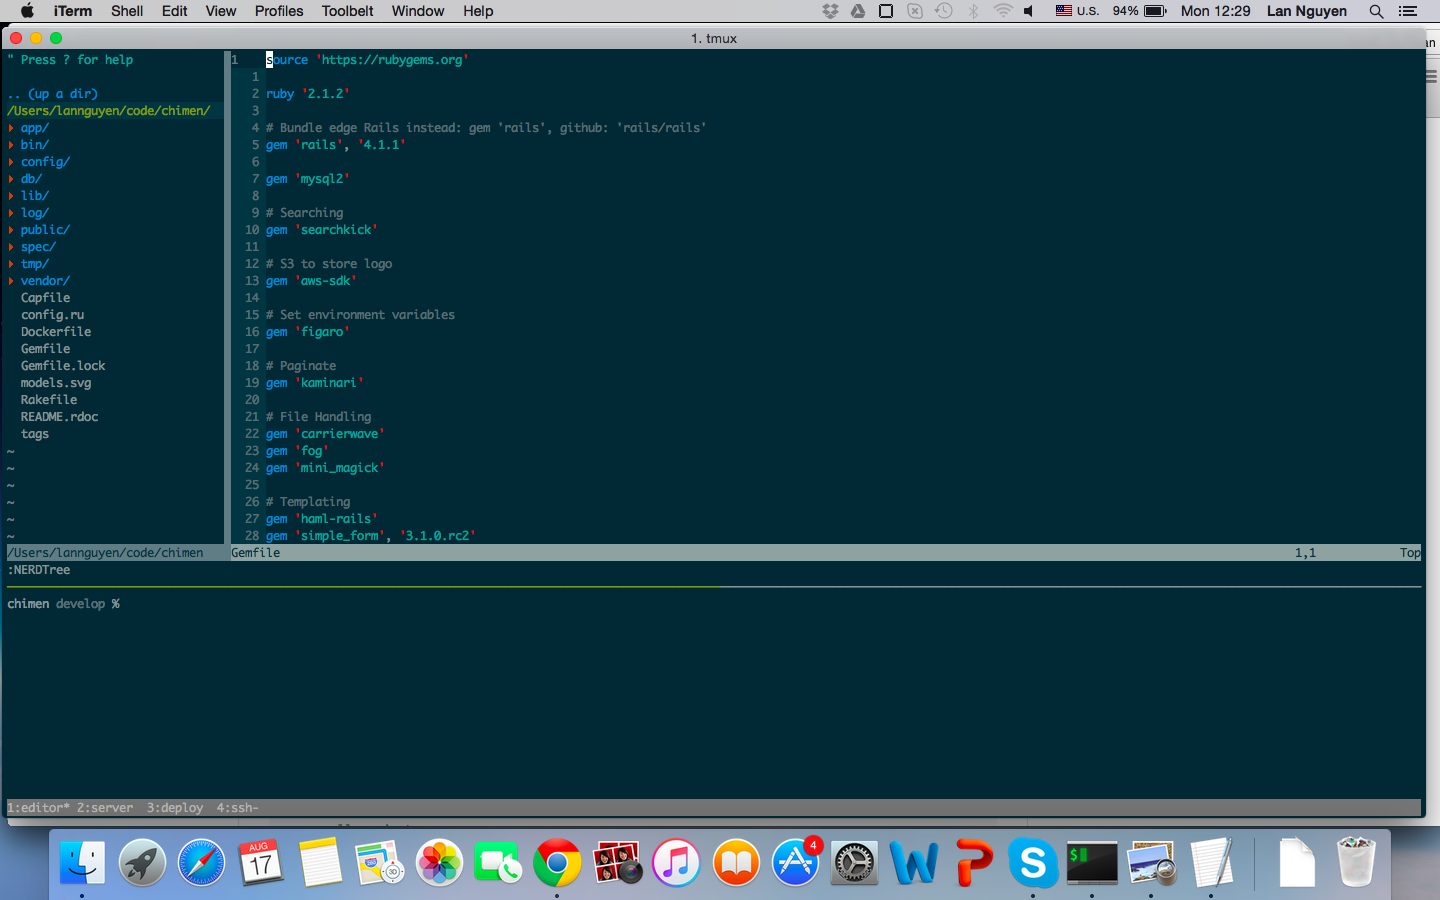 iTerm Shell Edit View Profiles Toolbelt Window Help U.S. 94% Mon 12:29 Lan Nguyen
1. tmux
" Press ? for help
.. (up a dir)
/Users/lannguyen/code/chimen/
app/
bin/
config/
db/
lib/
log/
public/
spec/
tmp/
vendor/
Capfile
config.ru
Dockerfile
Gemfile
Gemfile.lock
models.svg
Rakefile
README.rdoc
tags
~
~
~
~
~
~
/Users/lannguyen/code/chimen
1 source 'https://rubygems.org'
1
2 ruby '2.1.2'
3
4 # Bundle edge Rails instead: gem 'rails', github: 'rails/rails'
5 gem 'rails', '4.1.1'
6
7 gem 'mysql2'
8
9 # Searching
10 gem 'searchkick'
11
12 # S3 to store logo
13 gem 'aws-sdk'
14
15 # Set environment variables
16 gem 'figaro'
17
18 # Paginate
19 gem 'kaminari'
20
21 # File Handling
22 gem 'carrierwave'
23 gem 'fog'
24 gem 'mini_magick'
25
26 # Templating
27 gem 'haml-rails'
28 gem 'simple_form', '3.1.0.rc2'
Gemfile 1,1 Top
:NERDTree
chimen develop %
1:editor* 2:server 3:deploy 4:ssh-
AUG
17
4